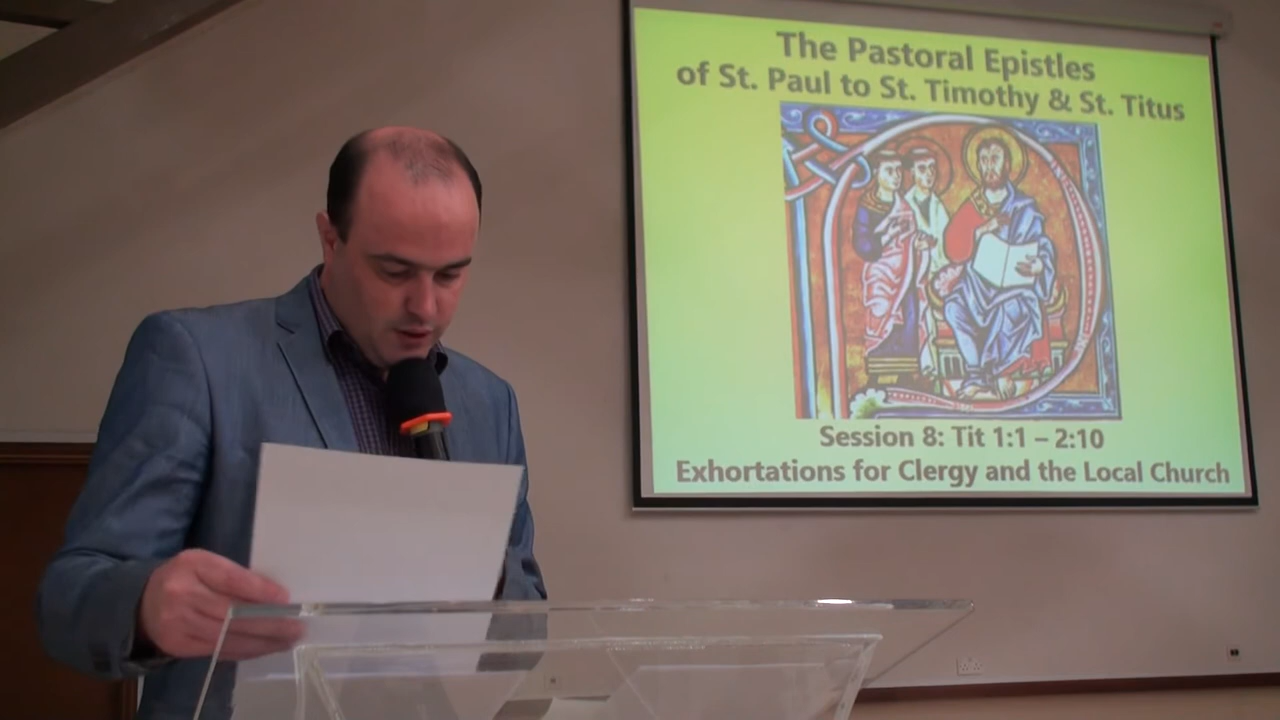 The Pastoral Epistles
of St. Paul to St. Timothy & St. Titus
Session 8: Tit 1:1 – 2:10
Exhortations for Clergy and the Local Church